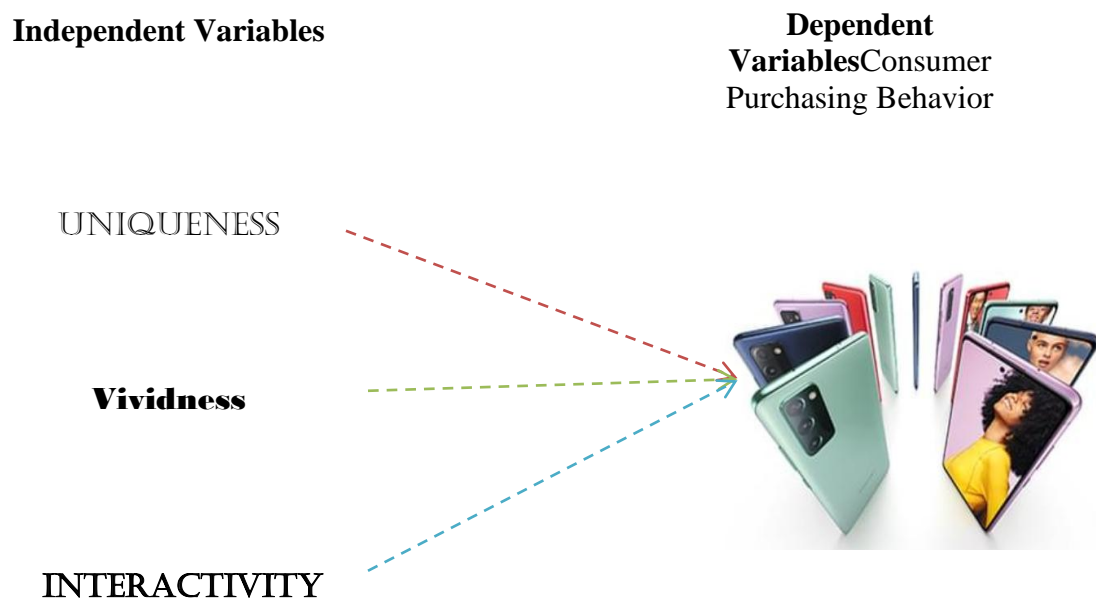 Independent Variables
Dependent
VariablesConsumer
Purchasing Behavior
UNIQUENESS
Vividness
INTERACTIVITY